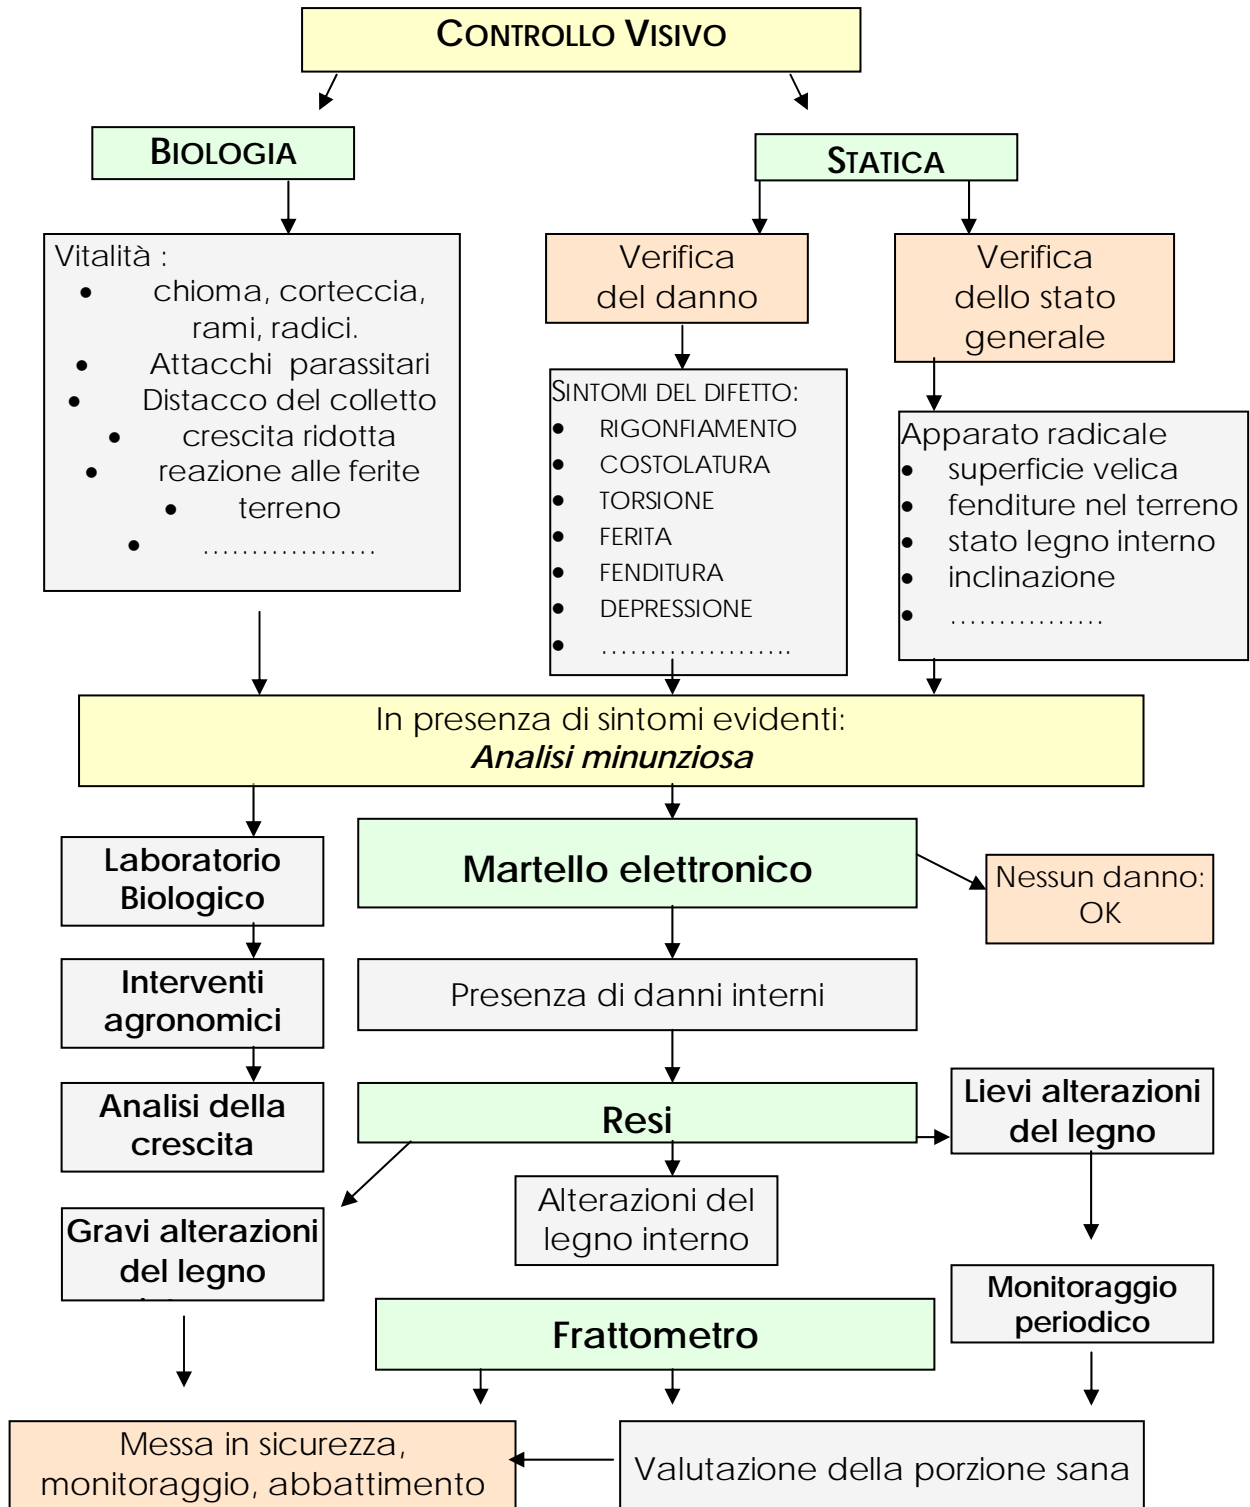 CONTROLLO VISIVO
BIOLOGIA
STATICA
Vitalità :
• chioma, corteccia,
rami, radici.
• Attacchi parassitari
• Distacco del colletto
• crescita ridotta
• reazione alle ferite
• terreno
• ………………
Verifica
del danno
Verifica
dello stato
generale
SINTOMI DEL DIFETTO:
• RIGONFIAMENTO
• COSTOLATURA
• TORSIONE
• FERITA
• FENDITURA
• DEPRESSIONE
• ………………..
Apparato radicale
• superficie velica
• fenditure nel terreno
• stato legno interno
• inclinazione
• ……………
In presenza di sintomi evidenti:
Analisi minunziosa
Laboratorio
Biologico
Martello elettronico
Nessun danno:
OK
Interventi
agronomici
Presenza di danni interni
Analisi della
crescita
Resi
Lievi alterazioni
del legno
Alterazioni del
legno interno
Gravi alterazioni
del legno
Monitoraggio
periodico
Frattometro
Messa in sicurezza,
monitoraggio, abbattimento
Valutazione della porzione sana